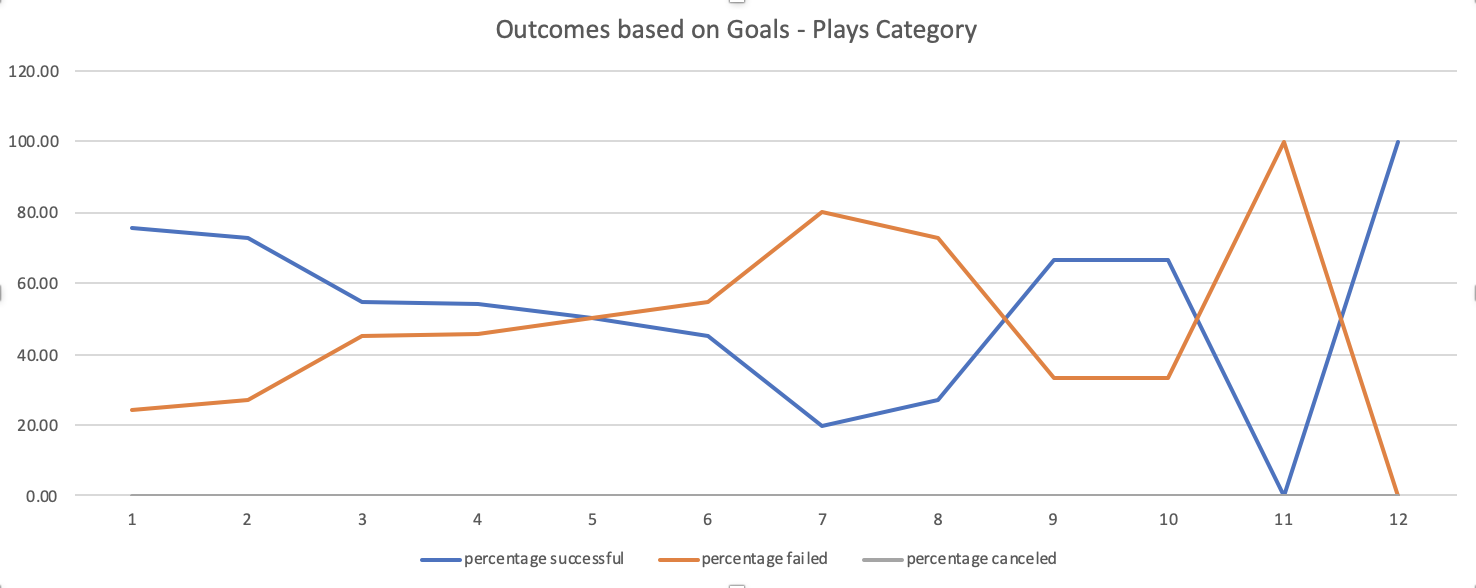 Outcomes based on Goals - Plays Category
120.00
100.00
80.00
60.00
40.00
20.00
0.00
1 2 3 4 5 6 7 8 9 10 11 12
percentage successful percentage failed percentage canceled